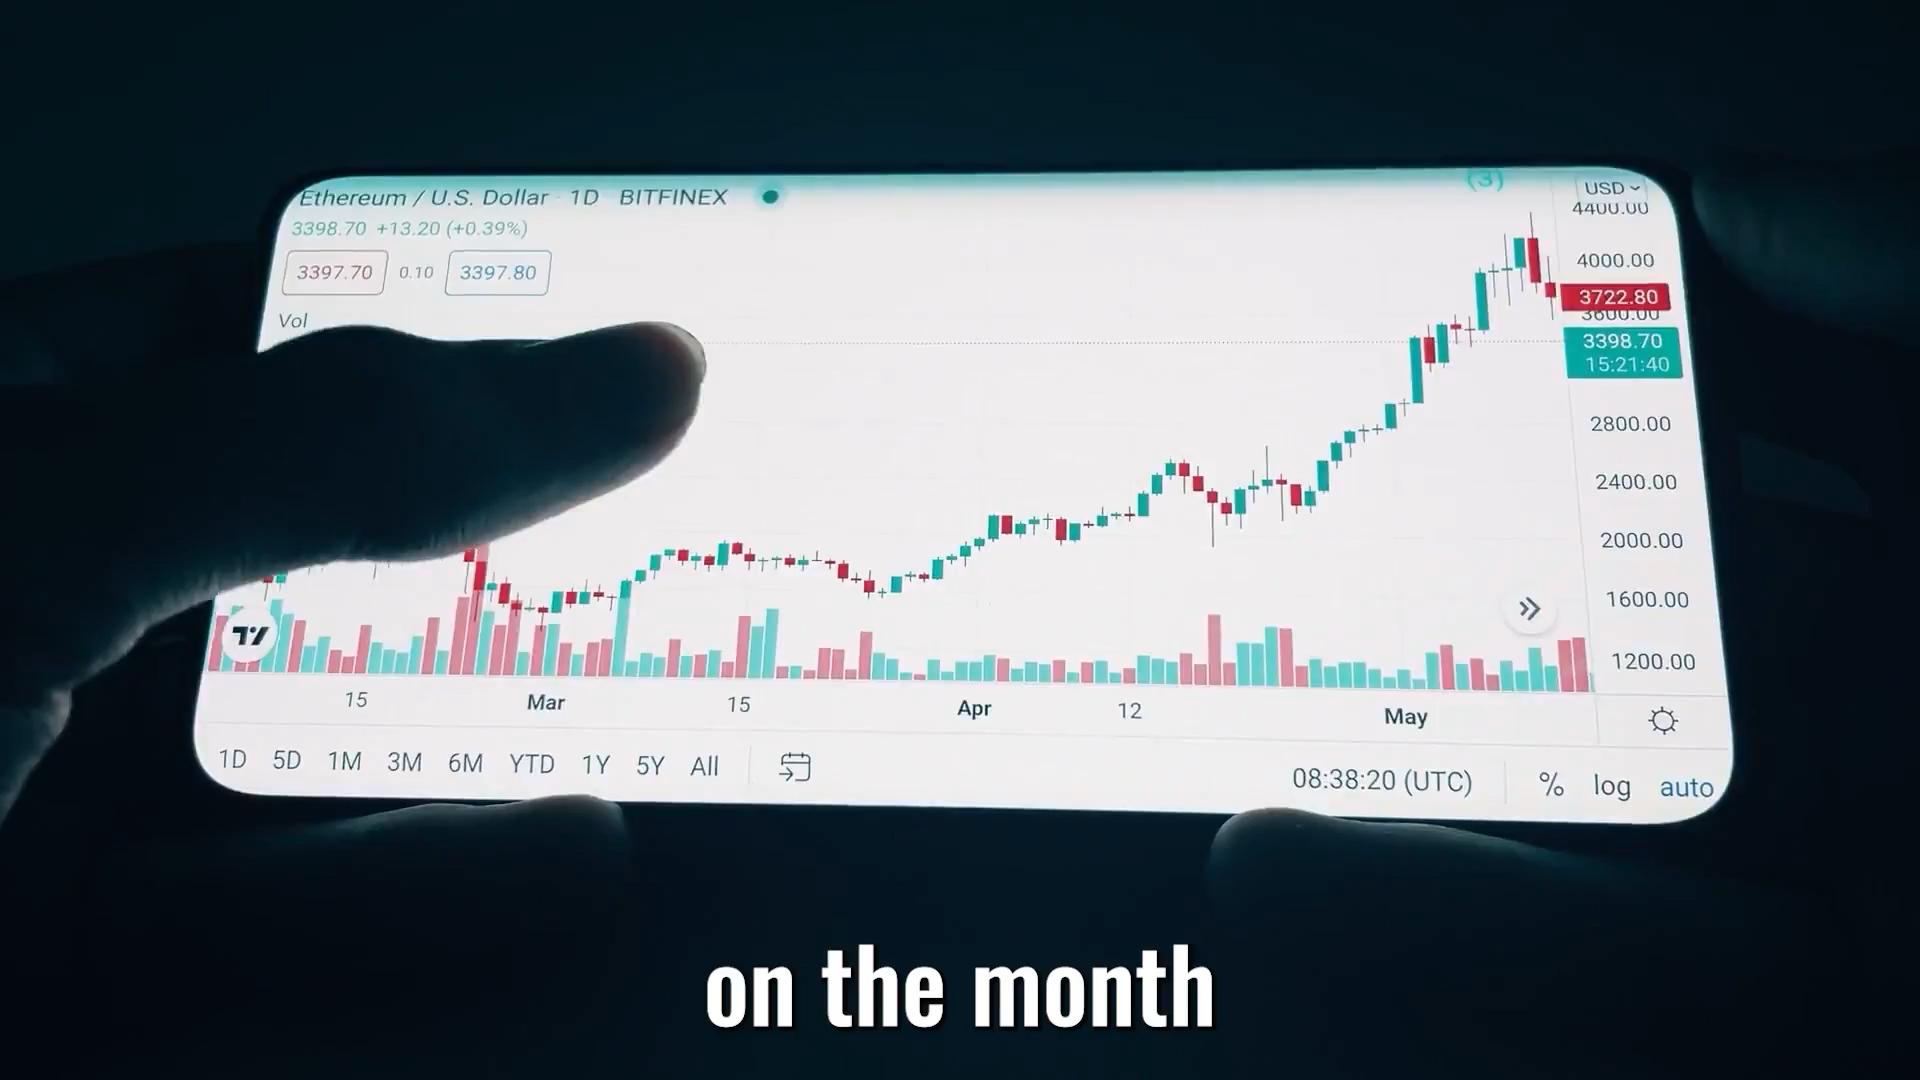 Ethereum / U.S. Dollar · 1D BITFINEX
(3)
USD
3398.70 +13.20 (+0.39%)
3397.70 0.10 3397.80
Vol
4400.00
4000.00
3722.80
3600.00
3398.70
15:21:40
2800.00
2400.00
2000.00
1600.00
1200.00
15 Mar 15 Apr 12 May
1D 5D 1M 3M 6M YTD 1Y 5Y All
08:38:20 (UTC) % log auto
on the month